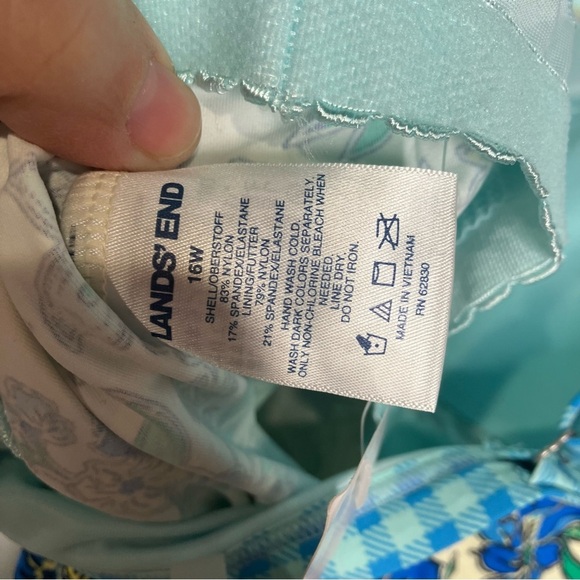 LANDS' END
16W
SHELL/OBERSTOFF
83% NYLON
17% SPANDEX/ELASTANE
LINING/FUTTER
79% NYLON
21% SPANDEX/ELASTANE
HAND WASH COLD.
WASH DARK COLORS SEPARATELY.
ONLY NON-CHLORINE BLEACH WHEN
NEEDED.
LINE DRY.
DO NOT IRON.
MADE IN VIETNAM
RN 62830